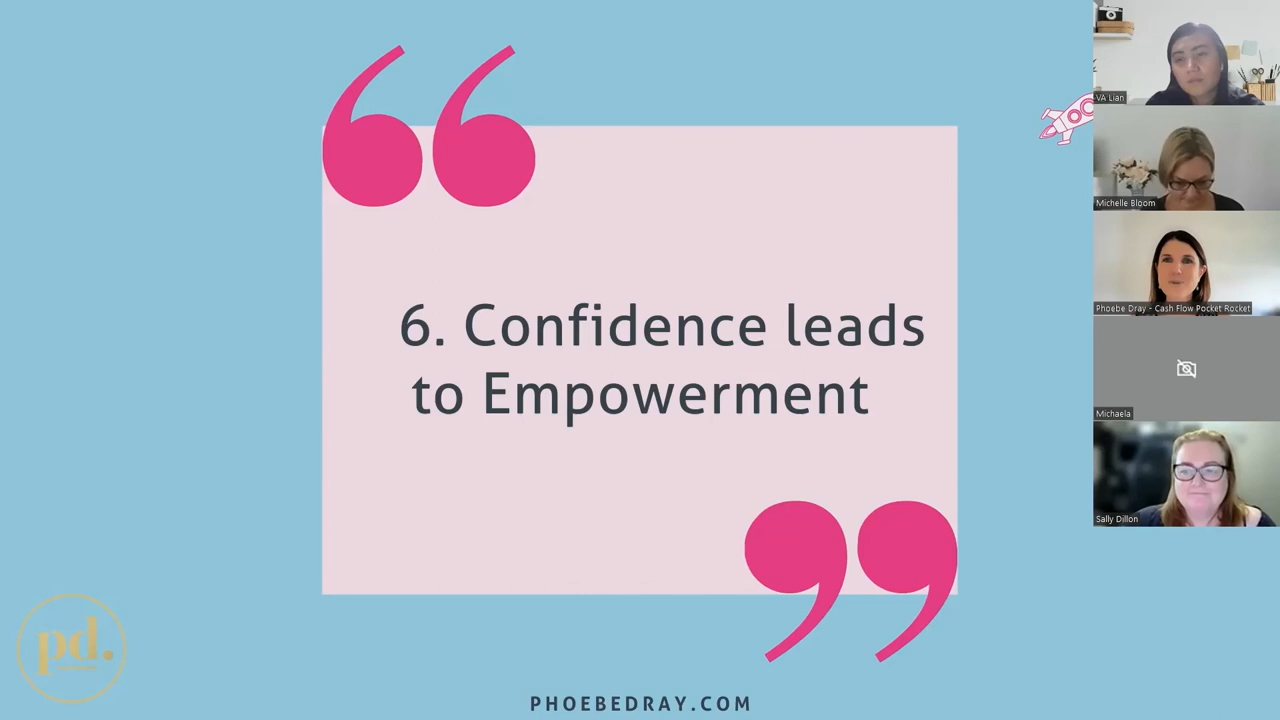 6. Confidence leads
to Empowerment
pd.
PHOEBEDRAY.COM
VA Lian
Michelle Bloom
Phoebe Dray - Cash Flow Pocket Rocket
Michaela
Sally Dillon